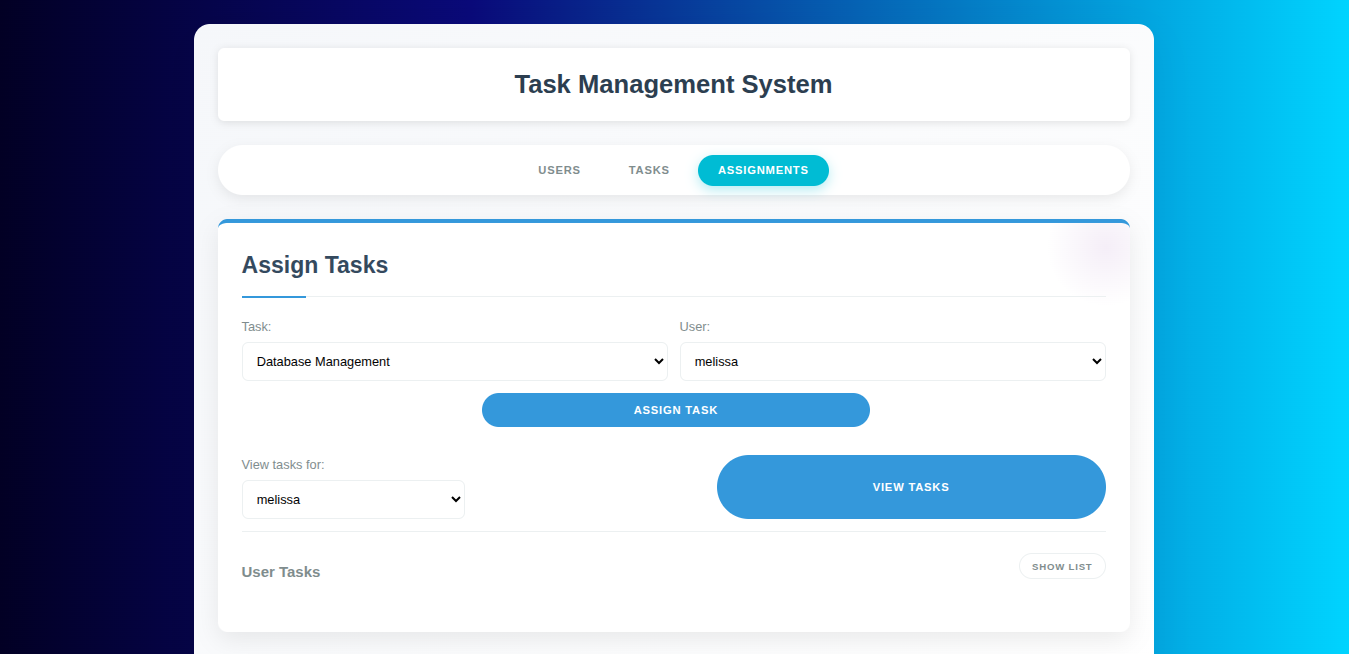 Task Management System
USERS TASKS ASSIGNMENTS
Assign Tasks
Task: User:
Database Management melissa
ASSIGN TASK
View tasks for:
melissa
VIEW TASKS
User Tasks
SHOW LIST